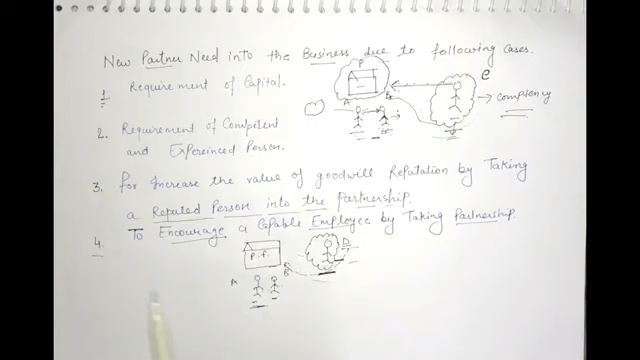 New Partner Need into the Business due to following Cases.
1 Requirement of Capital.
P
A
B
C
→ Competency
2. Requirement of Competent
and Expereinced Person.
3. for Increase the value of goodwill Reputation by Taking
a Reputed Person into the Partnership.
4. To Encourage a Capable Employee by Taking Partnership.
P.f.
A
B
D